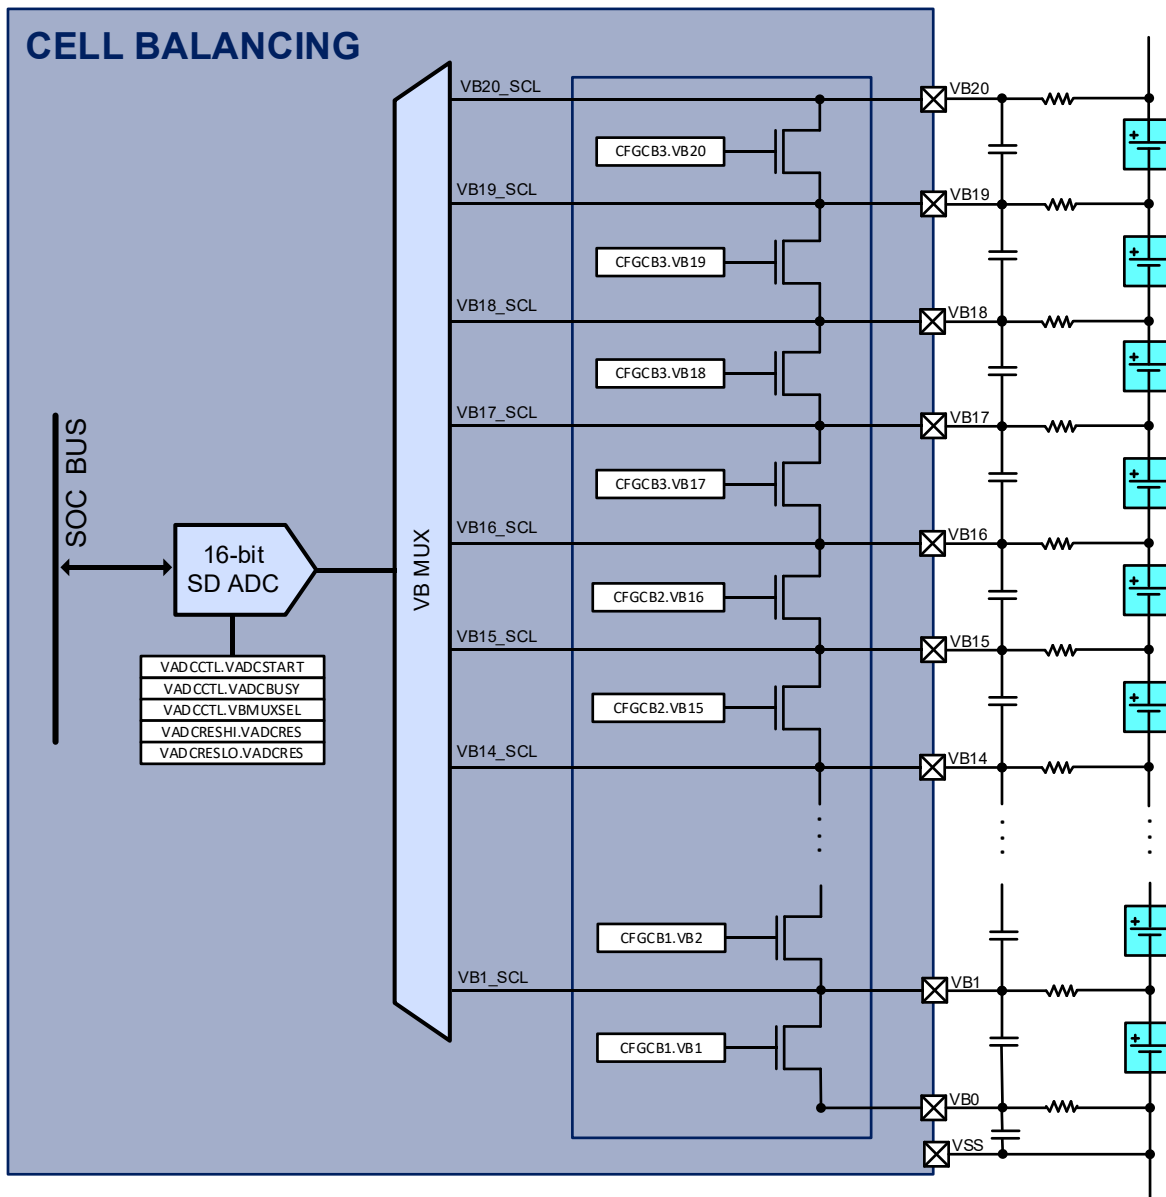 CELL BALANCING
VB20_SCL
VB20
CFGCB3.VB20
VB19_SCL
VB19
CFGCB3.VB19
VB18_SCL
VB18
CFGCB3.VB18
VB17_SCL
VB17
CFGCB3.VB17
VB16_SCL
VB16
CFGCB2.VB16
VB15_SCL
VB15
CFGCB2.VB15
VB14_SCL
VB14
SOC BUS
16-bit
SD ADC
VB MUX
VADCCTL.VADCSTART
VADCCTL.VADCBUSY
VADCCTL.VBMUXSEL
VADCRESHI.VADCRES
VADCRESLO.VADCRES
CFGCB1.VB2
VB1_SCL
VB1
CFGCB1.VB1
VB0
VSS
+
+
+
+
+
+
+
+